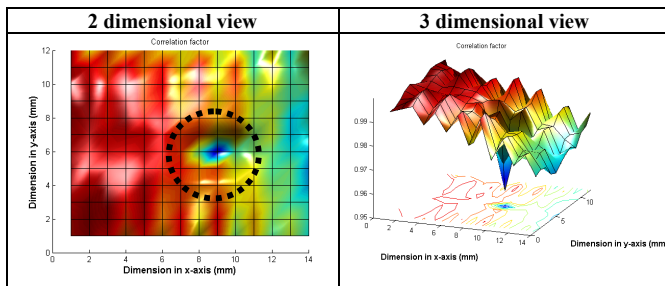 2 dimensional view
3 dimensional view
Correlation factor
12
10
8
6
4
2
0
0 2 4 6 8 10 12 14
Dimension in y-axis (mm)
Dimension in x-axis (mm)
Correlation factor
0.99
0.98
0.97
0.96
0.95
0 2 4 6 8 10 12 14
0
5
10
Dimension in x-axis (mm)
Dimension in y-axis (mm